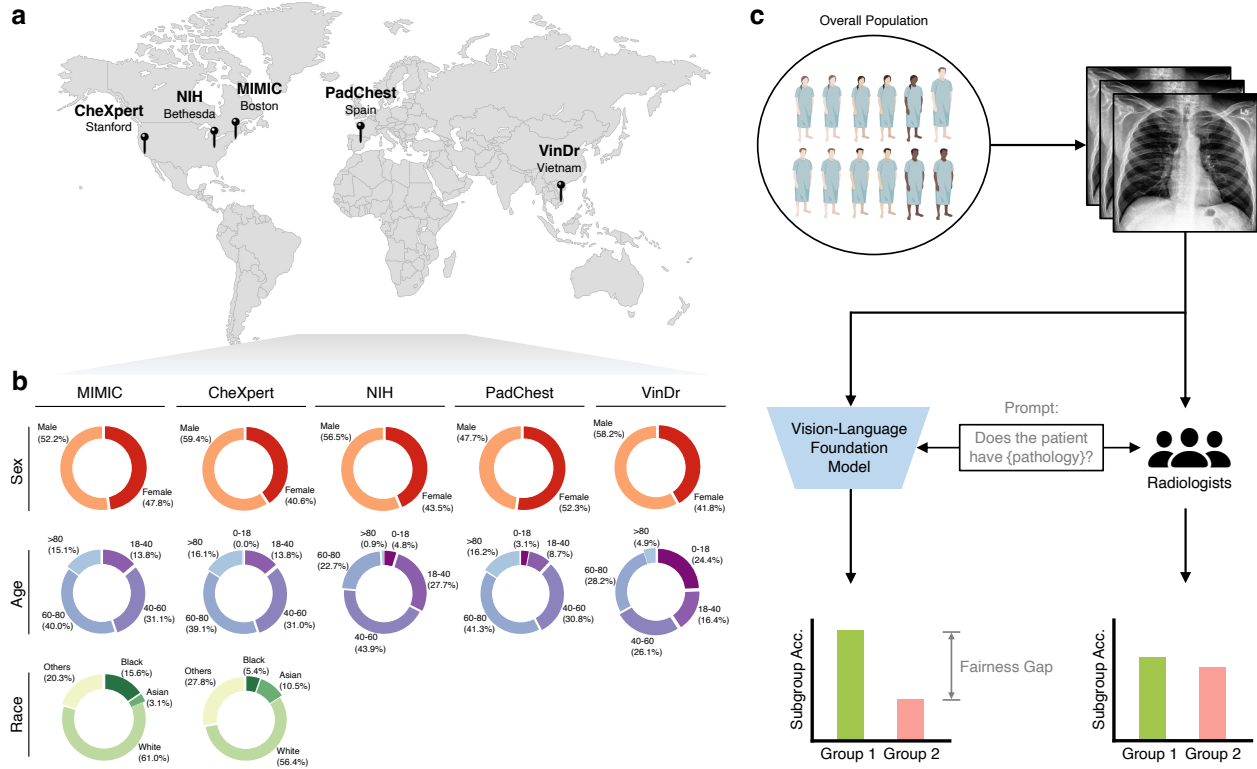 a
CheXpert
Stanford
NIH
Bethesda
MIMIC
Boston
PadChest
Spain
VinDr
Vietnam
b
MIMIC
CheXpert
NIH
PadChest
VinDr
Sex
Male
(52.2%)
Female
(47.8%)
Male
(59.4%)
Female
(40.6%)
Male
(56.5%)
Female
(43.5%)
Male
(47.7%)
Female
(52.3%)
Male
(58.2%)
Female
(41.8%)
Age
>80
(15.1%)
18-40
(13.8%)
60-80
(40.0%)
40-60
(31.1%)
>80
(16.1%)
0-18
(0.0%)
18-40
(13.8%)
60-80
(39.1%)
40-60
(31.0%)
60-80
(22.7%)
>80
(0.9%)
0-18
(4.8%)
18-40
(27.7%)
40-60
(43.9%)
>80
(16.2%)
0-18
(3.1%)
18-40
(8.7%)
60-80
(41.3%)
40-60
(30.8%)
>80
(4.9%)
0-18
(24.4%)
60-80
(28.2%)
18-40
(16.4%)
40-60
(26.1%)
Race
Others
(20.3%)
Black
(15.6%)
Asian
(3.1%)
White
(61.0%)
Others
(27.8%)
Black
(5.4%)
Asian
(10.5%)
White
(56.4%)
c
Overall Population
Vision-Language
Foundation
Model
Prompt:
Does the patient
have {pathology}?
Radiologists
Subgroup Acc.
Fairness Gap
Group 1
Group 2
Subgroup Acc.
Group 1
Group 2